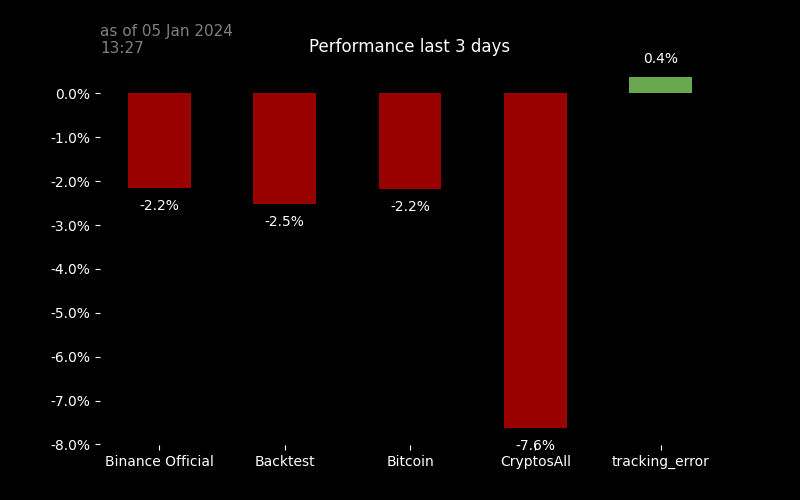 as of 05 Jan 2024
13:27
Performance last 3 days
0.4%
0.0%
-1.0%
-2.0%
-3.0%
-4.0%
-5.0%
-6.0%
-7.0%
-8.0%
-2.2%
-2.5%
-2.2%
-7.6%
Binance Official
Backtest
Bitcoin
CryptosAll
tracking_error